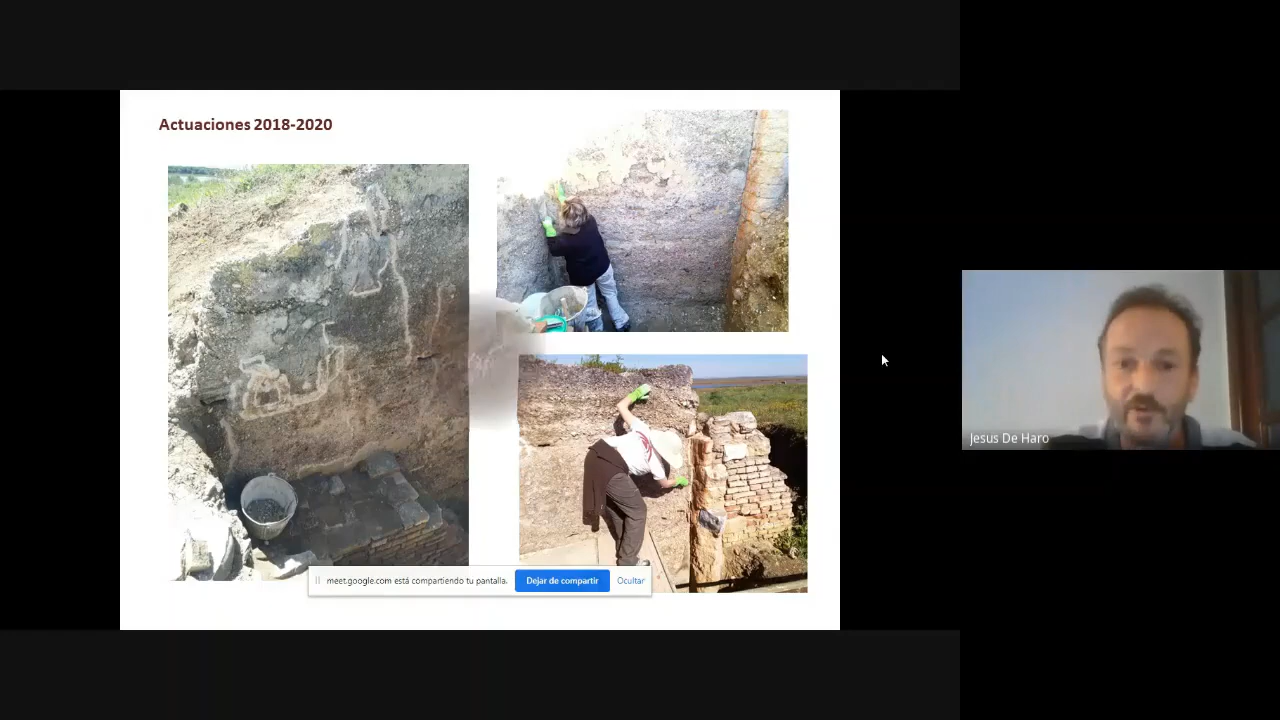 Actuaciones 2018-2020
Jesus De Haro
meet.google.com está compartiendo tu pantalla. Dejar de compartir Ocultar